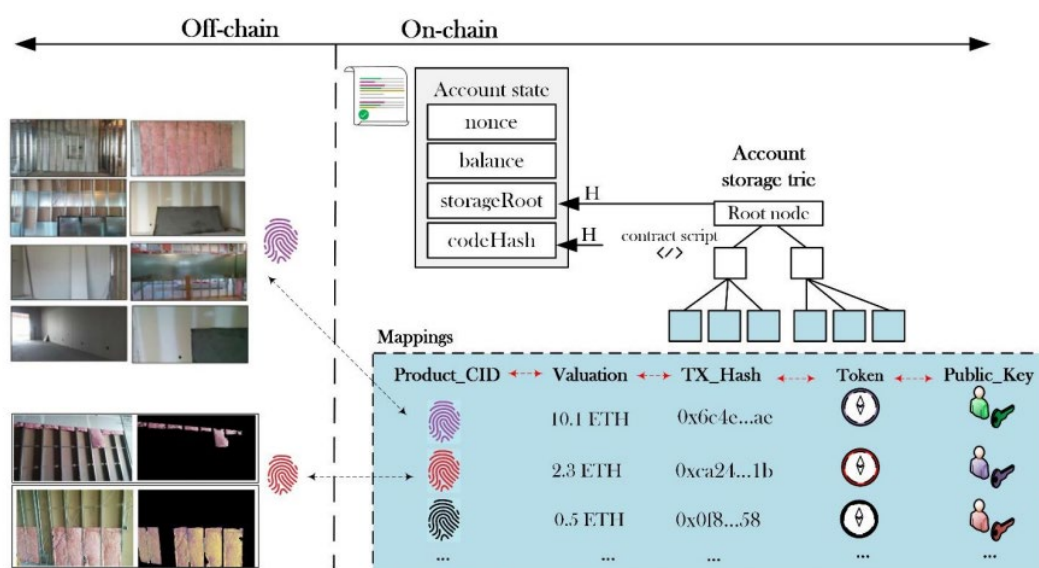 Off-chain
On-chain
Account state
nonce
balance
storageRoot
codeHash
H
H
contract script
</>
Account
storage trie
Root node
Mappings
Product_CID Valuation TX_Hash Token Public_Key
10.1 ETH 0x6c4e...ae
2.3 ETH 0xca24...1b
0.5 ETH 0x0f8...58
... ... ... ... ...